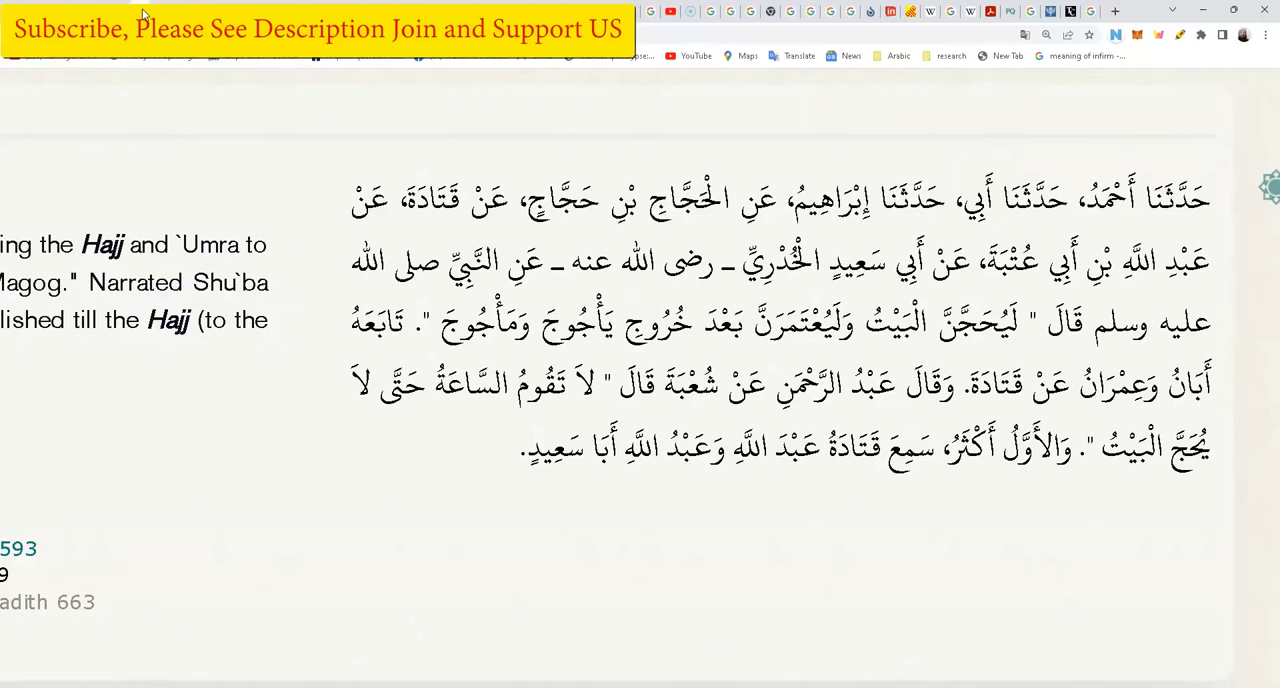 Subscribe, Please See Description Join and Support US
YouTube Maps Translate News Arabic research New Tab meaning of infirm -...
حَدَّثَنَا أَحْمَدُ، حَدَّثَنَا أَبِي، حَدَّثَنَا إِبْرَاهِيمُ، عَنِ الْحَجَّاجِ بْنِ حَجَّاجٍ، عَنْ قَتَادَةَ، عَنْ
عَبْدِ اللَّهِ بْنِ أَبِي عُتْبَةَ، عَنْ أَبِي سَعِيدٍ الْخُدْرِيِّ ـ رضى الله عنه ـ عَنِ النَّبِيِّ صلى الله
عليه وسلم قَالَ ‏"‏ لَيُحَجَّنَّ الْبَيْتُ وَلَيُعْتَمَرَنَّ بَعْدَ خُرُوجِ يَأْجُوجَ وَمَأْجُوجَ ‏"‏‏.‏ تَابَعَهُ
أَبَانُ وَعِمْرَانُ عَنْ قَتَادَةَ‏.‏ وَقَالَ عَبْدُ الرَّحْمَنِ عَنْ شُعْبَةَ قَالَ ‏"‏ لاَ تَقُومُ السَّاعَةُ حَتَّى لاَ
يُحَجَّ الْبَيْتُ ‏"‏‏.‏ وَالأَوَّلُ أَكْثَرُ، سَمِعَ قَتَادَةُ عَبْدَ اللَّهِ وَعَبْدُ اللَّهِ أَبَا سَعِيدٍ‏.‏
ing the Hajj and `Umra to
Magog." Narrated Shu`ba
lished till the Hajj (to the
593
9
adith 663